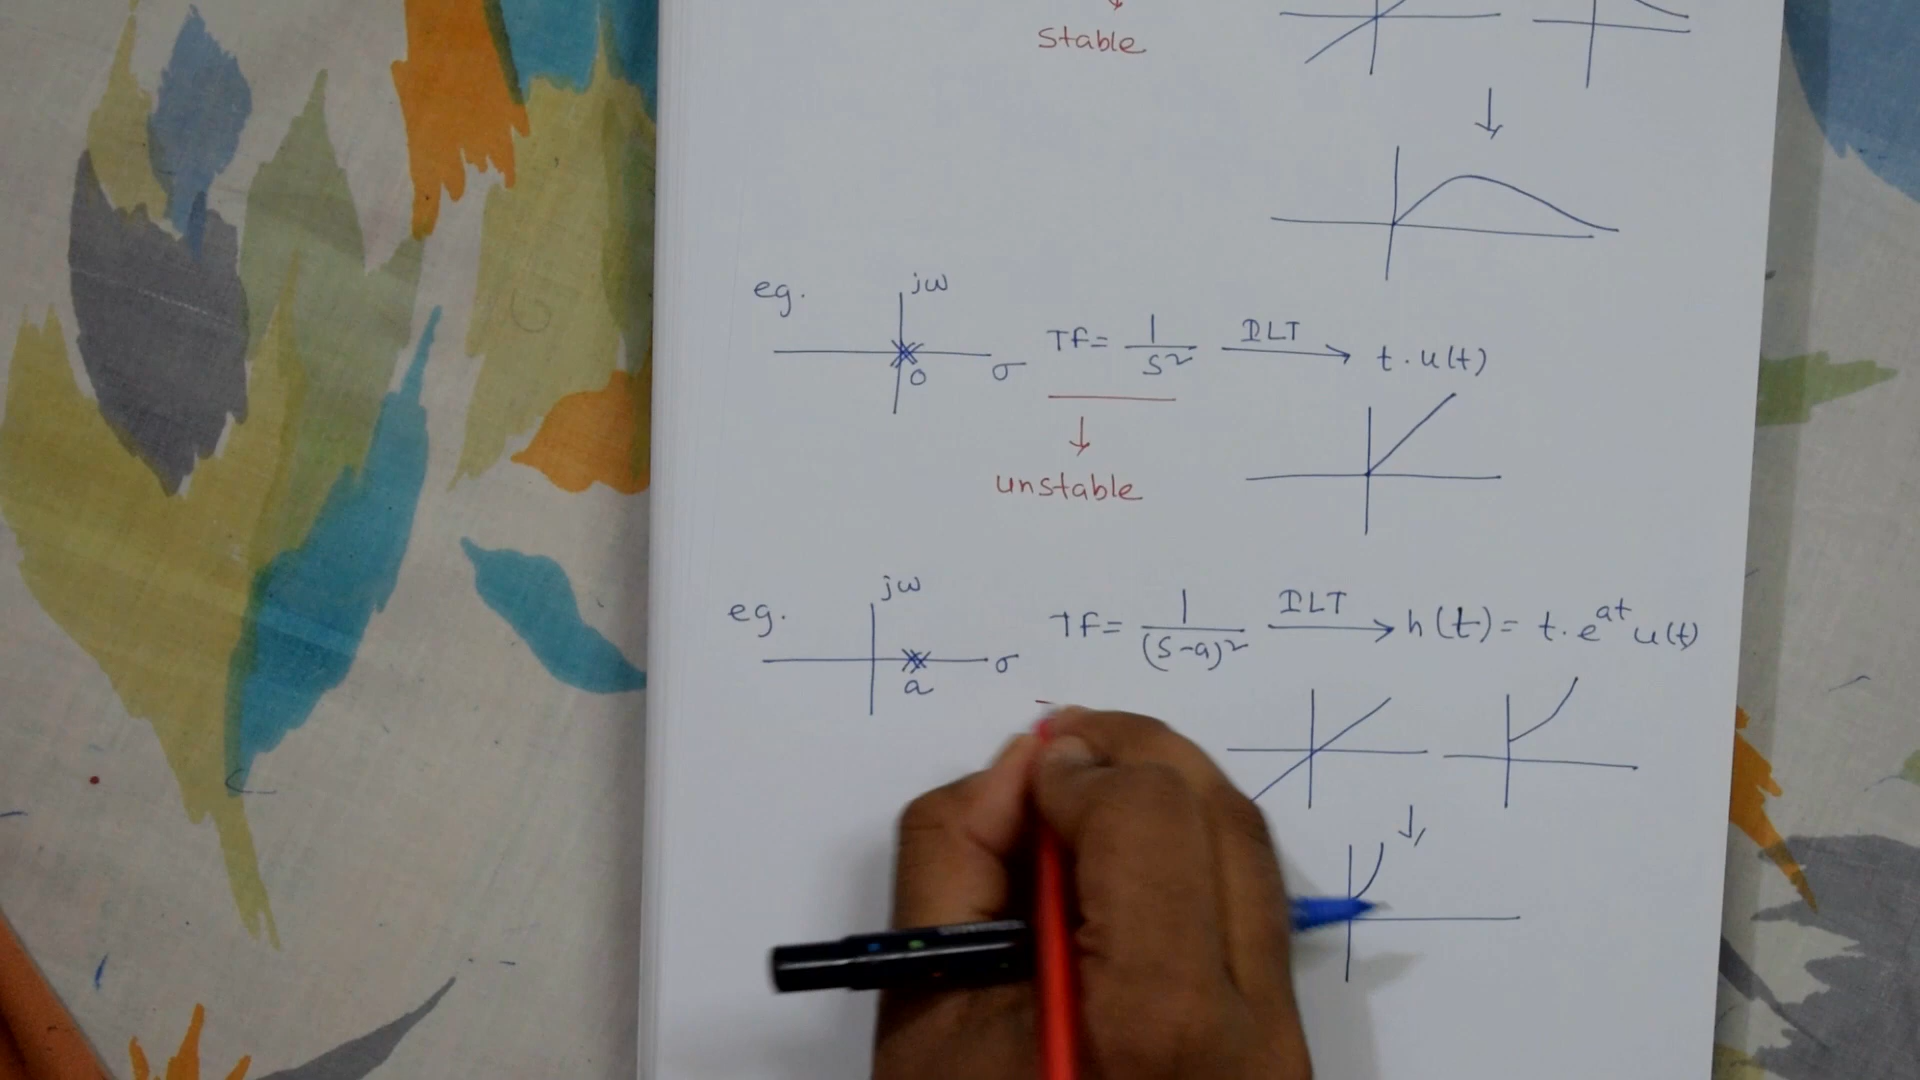 Stable
eg.
jω
σ
0
TF = 1/s² ILT → t.u(t)
unstable
eg.
jω
σ
a
TF = 1/(s-a)² ILT → h(t) = t.e^at u(t)